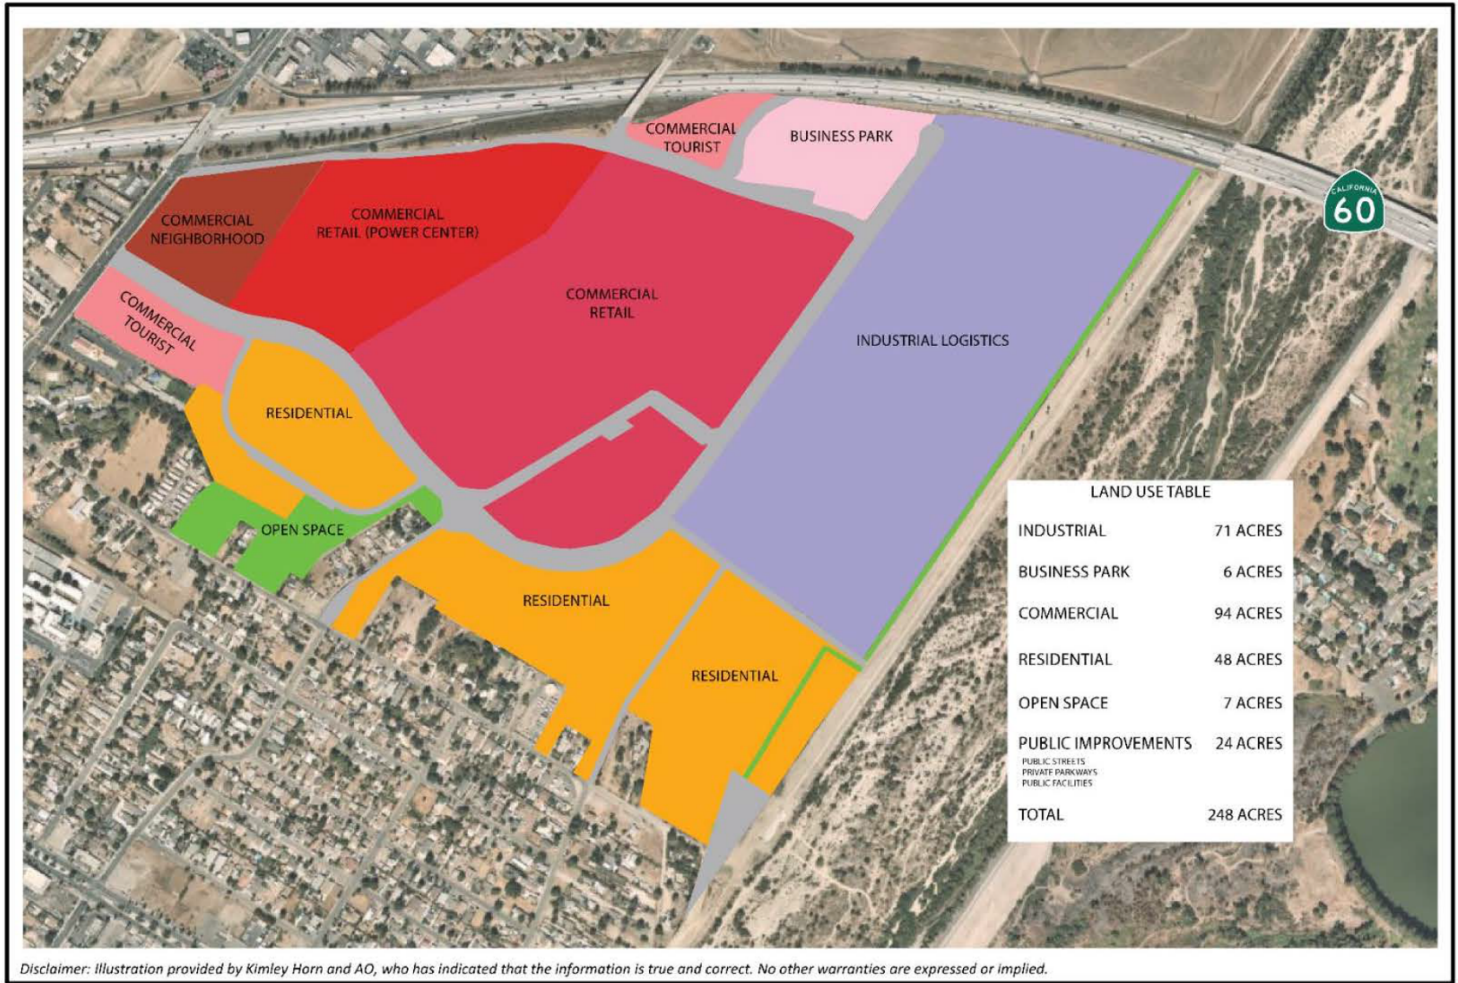 COMMERCIAL
TOURIST
BUSINESS PARK
COMMERCIAL
NEIGHBORHOOD
COMMERCIAL
RETAIL (POWER CENTER)
CALIFORNIA
60
COMMERCIAL
TOURIST
COMMERCIAL
RETAIL
INDUSTRIAL LOGISTICS
RESIDENTIAL
OPEN SPACE
RESIDENTIAL
RESIDENTIAL
LAND USE TABLE
INDUSTRIAL 71 ACRES
BUSINESS PARK 6 ACRES
COMMERCIAL 94 ACRES
RESIDENTIAL 48 ACRES
OPEN SPACE 7 ACRES
PUBLIC IMPROVEMENTS 24 ACRES
PUBLIC STREETS
PRIVATE PARKWAYS
PUBLIC FACILITIES
TOTAL 248 ACRES
Disclaimer: Illustration provided by Kimley Horn and AO, who has indicated that the information is true and correct. No other warranties are expressed or implied.